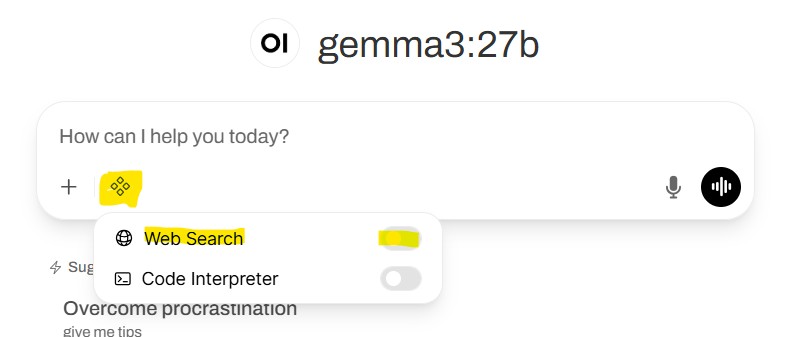 OI gemma3:27b
How can I help you today?
Web Search
Sug
Code Interpreter
Overcome procrastination
give me tips